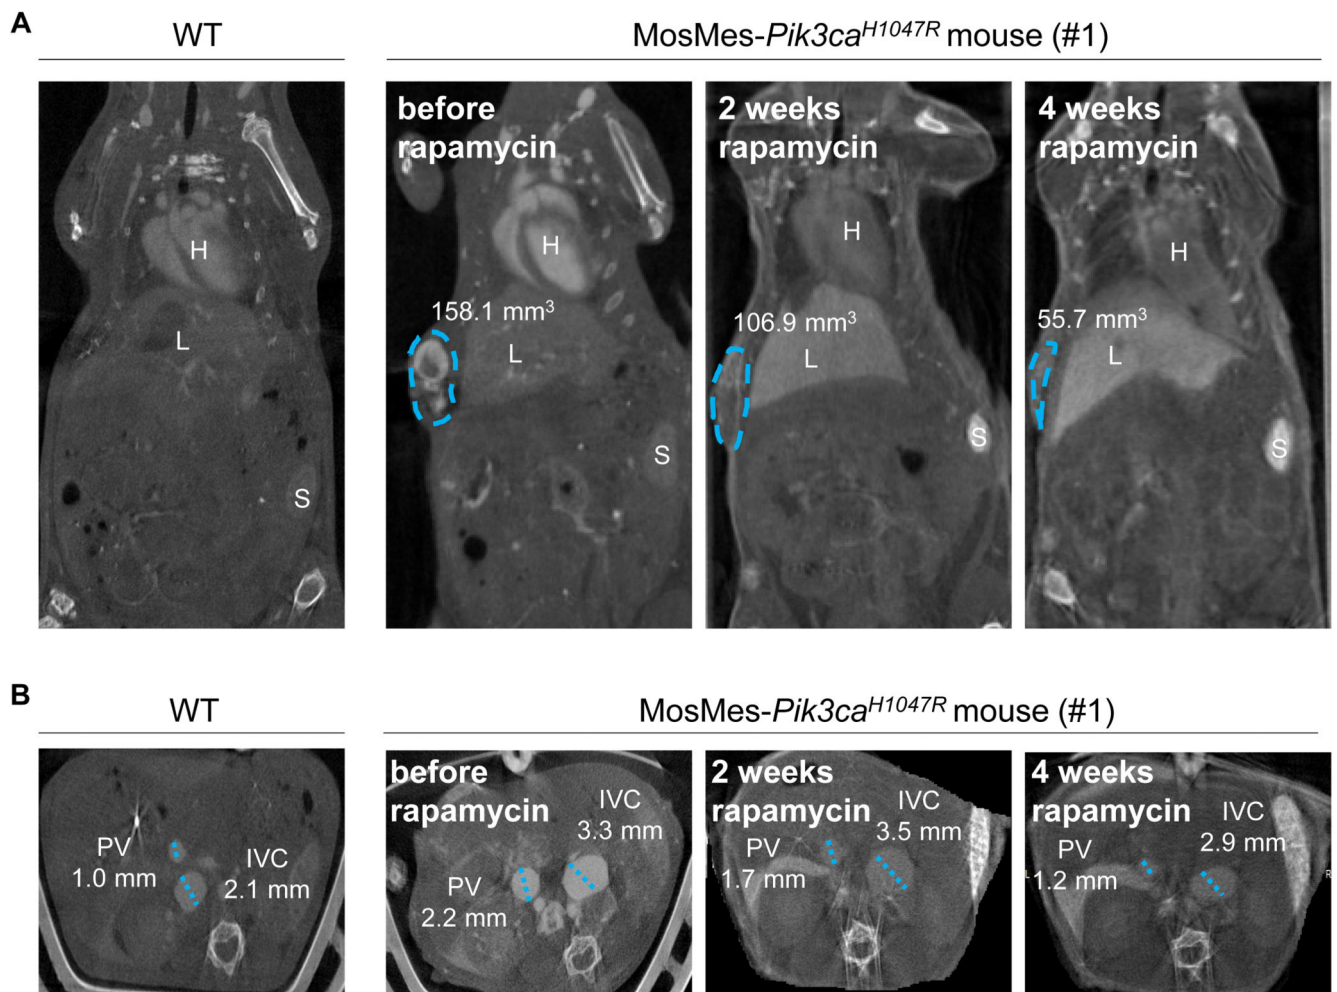 A
WT
MosMes-Pik3caH1047R mouse (#1)
before
rapamycin
2 weeks
rapamycin
4 weeks
rapamycin
H
L
S
H
158.1 mm3
L
S
H
106.9 mm3
L
S
H
55.7 mm3
L
S
B
WT
MosMes-Pik3caH1047R mouse (#1)
PV
1.0 mm
IVC
2.1 mm
before
rapamycin
IVC
3.3 mm
PV
2.2 mm
2 weeks
rapamycin
IVC
3.5 mm
PV
1.7 mm
4 weeks
rapamycin
IVC
2.9 mm
PV
1.2 mm
L
R